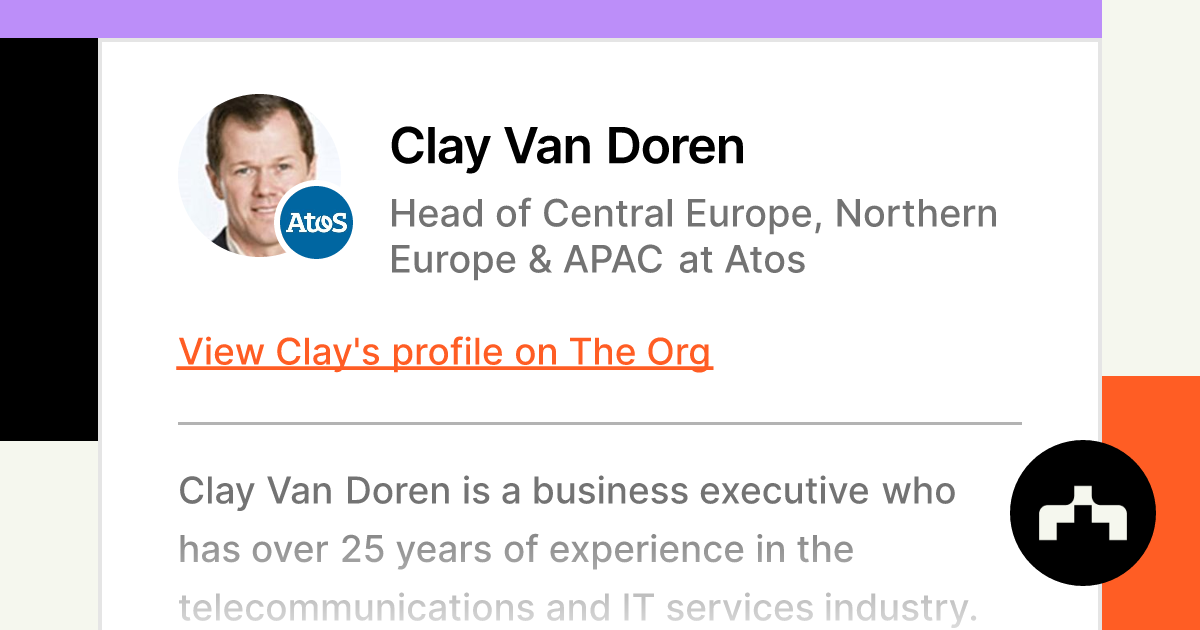 Clay Van Doren
Head of Central Europe, Northern
Europe & APAC at Atos
Atos
View Clay's profile on The Org
Clay Van Doren is a business executive who
has over 25 years of experience in the
telecommunications and IT services industry.